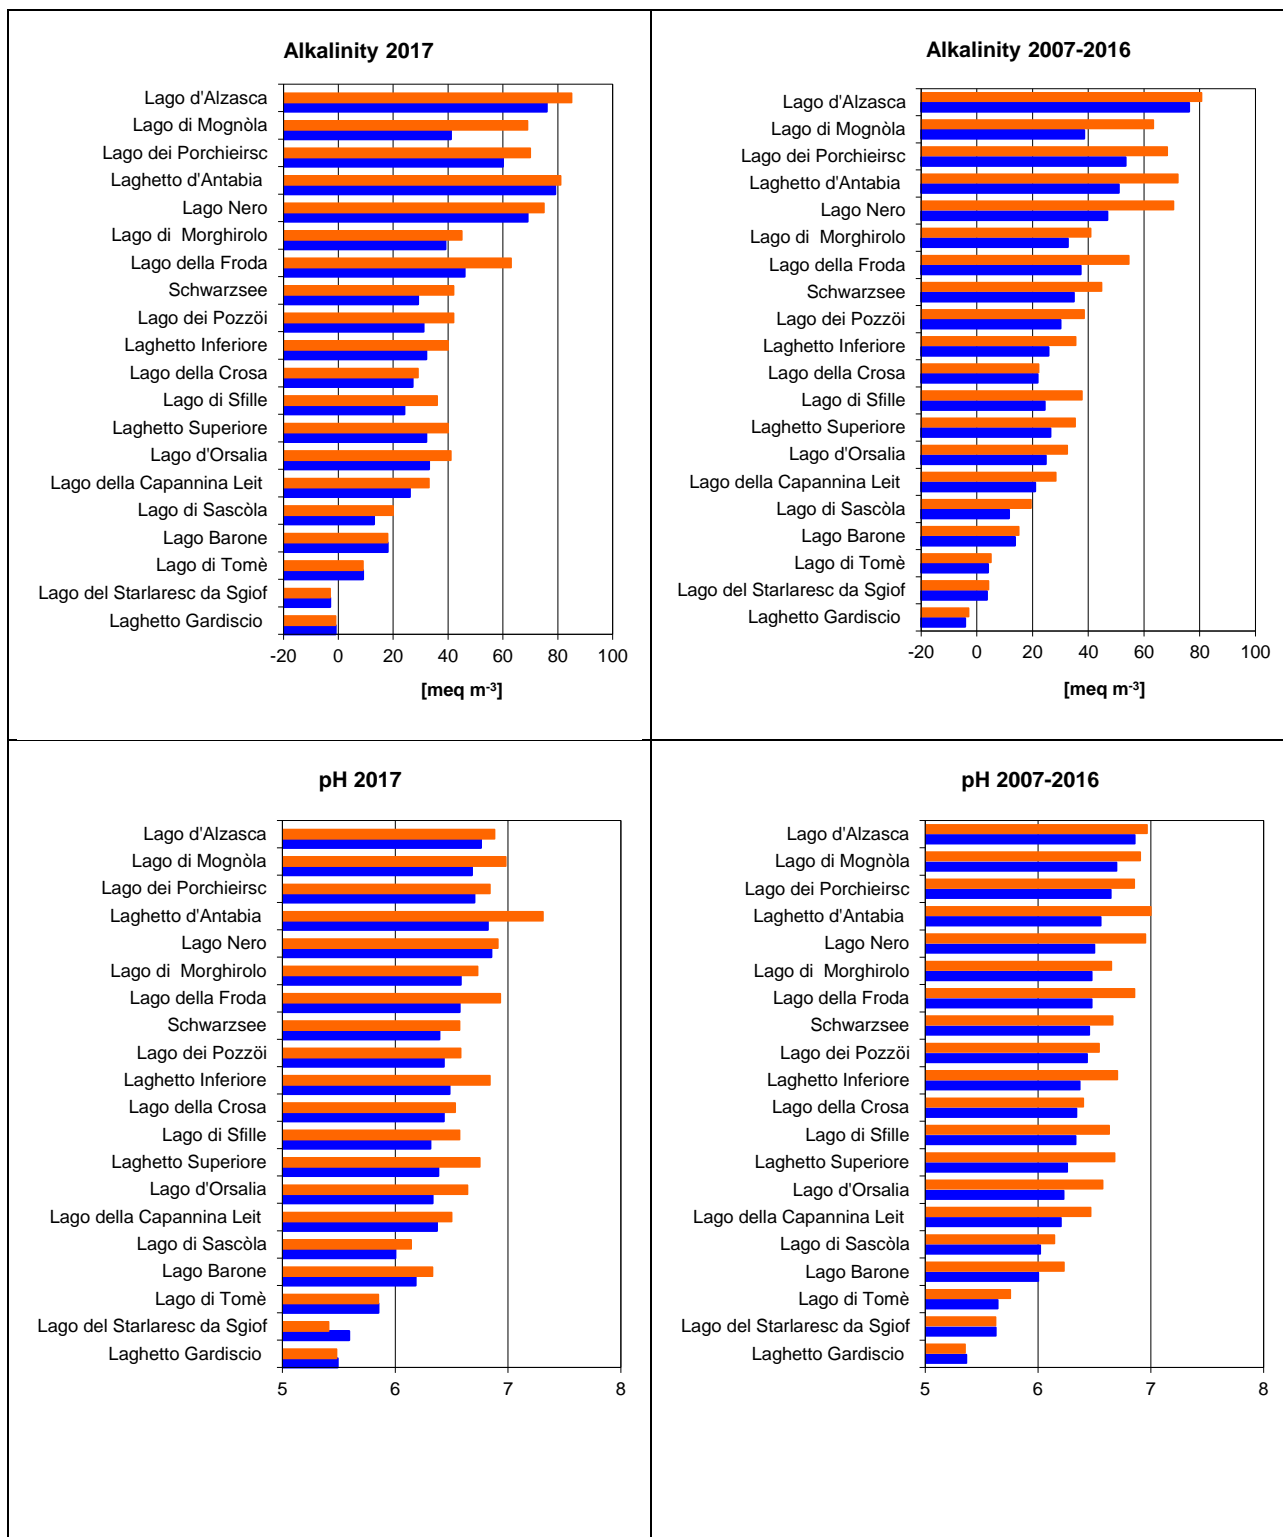 Alkalinity 2017
Lago d'Alzasca
Lago di Mognòla
Lago dei Porchieirsc
Laghetto d'Antabia
Lago Nero
Lago di  Morghirolo
Lago della Froda
Schwarzsee
Lago dei Pozzöi
Laghetto Inferiore
Lago della Crosa
Lago di Sfille
Laghetto Superiore
Lago d'Orsalia
Lago della Capannina Leit
Lago di Sascòla
Lago Barone
Lago di Tomè
Lago del Starlaresc da Sgiof
Laghetto Gardiscio
-20 0 20 40 60 80 100
[meq m-3]
Alkalinity 2007-2016
Lago d'Alzasca
Lago di Mognòla
Lago dei Porchieirsc
Laghetto d'Antabia
Lago Nero
Lago di  Morghirolo
Lago della Froda
Schwarzsee
Lago dei Pozzöi
Laghetto Inferiore
Lago della Crosa
Lago di Sfille
Laghetto Superiore
Lago d'Orsalia
Lago della Capannina Leit
Lago di Sascòla
Lago Barone
Lago di Tomè
Lago del Starlaresc da Sgiof
Laghetto Gardiscio
-20 0 20 40 60 80 100
[meq m-3]
pH 2017
Lago d'Alzasca
Lago di Mognòla
Lago dei Porchieirsc
Laghetto d'Antabia
Lago Nero
Lago di  Morghirolo
Lago della Froda
Schwarzsee
Lago dei Pozzöi
Laghetto Inferiore
Lago della Crosa
Lago di Sfille
Laghetto Superiore
Lago d'Orsalia
Lago della Capannina Leit
Lago di Sascòla
Lago Barone
Lago di Tomè
Lago del Starlaresc da Sgiof
Laghetto Gardiscio
5 6 7 8
pH 2007-2016
Lago d'Alzasca
Lago di Mognòla
Lago dei Porchieirsc
Laghetto d'Antabia
Lago Nero
Lago di  Morghirolo
Lago della Froda
Schwarzsee
Lago dei Pozzöi
Laghetto Inferiore
Lago della Crosa
Lago di Sfille
Laghetto Superiore
Lago d'Orsalia
Lago della Capannina Leit
Lago di Sascòla
Lago Barone
Lago di Tomè
Lago del Starlaresc da Sgiof
Laghetto Gardiscio
5 6 7 8